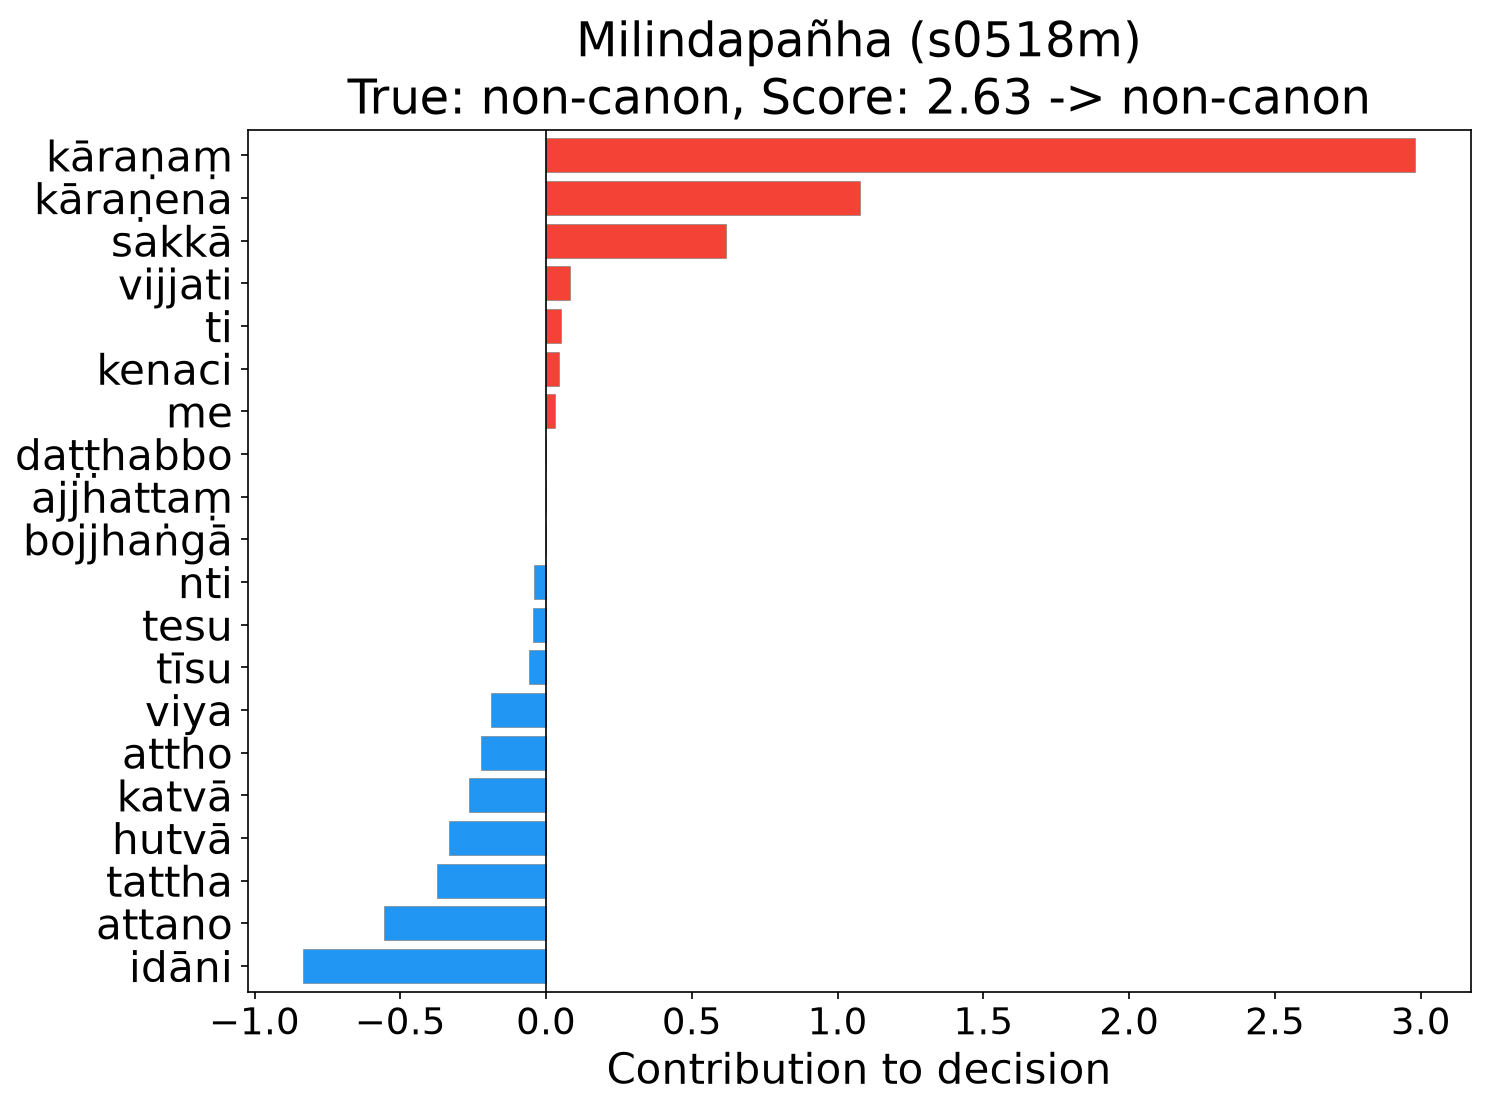 Milindapañha (s0518m)
True: non-canon, Score: 2.63 -> non-canon
kāraṇaṃ
kāraṇena
sakkā
vijjati
ti
kenaci
me
daṭṭhabbo
ajjhattaṃ
bojjhaṅgā
nti
tesu
tīsu
viya
attho
katvā
hutvā
tattha
attano
idāni
−1.0 −0.5 0.0 0.5 1.0 1.5 2.0 2.5 3.0
Contribution to decision